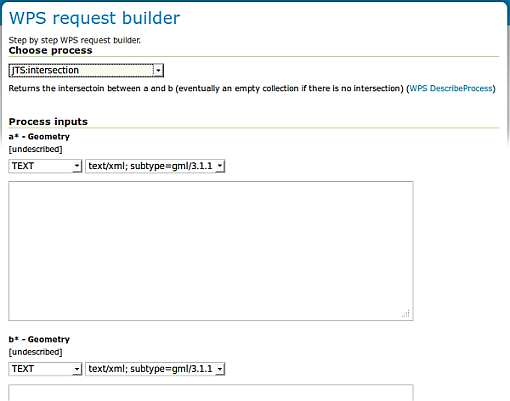 WPS request builder
Step by step WPS request builder.
Choose process
JTS:intersection
Returns the intersectoin between a and b (eventually an empty collection if there is no intersection) (WPS DescribeProcess)
Process inputs
a* - Geometry
[undescribed]
TEXT text/xml; subtype=gml/3.1.1
b* - Geometry
[undescribed]
TEXT text/xml; subtype=gml/3.1.1